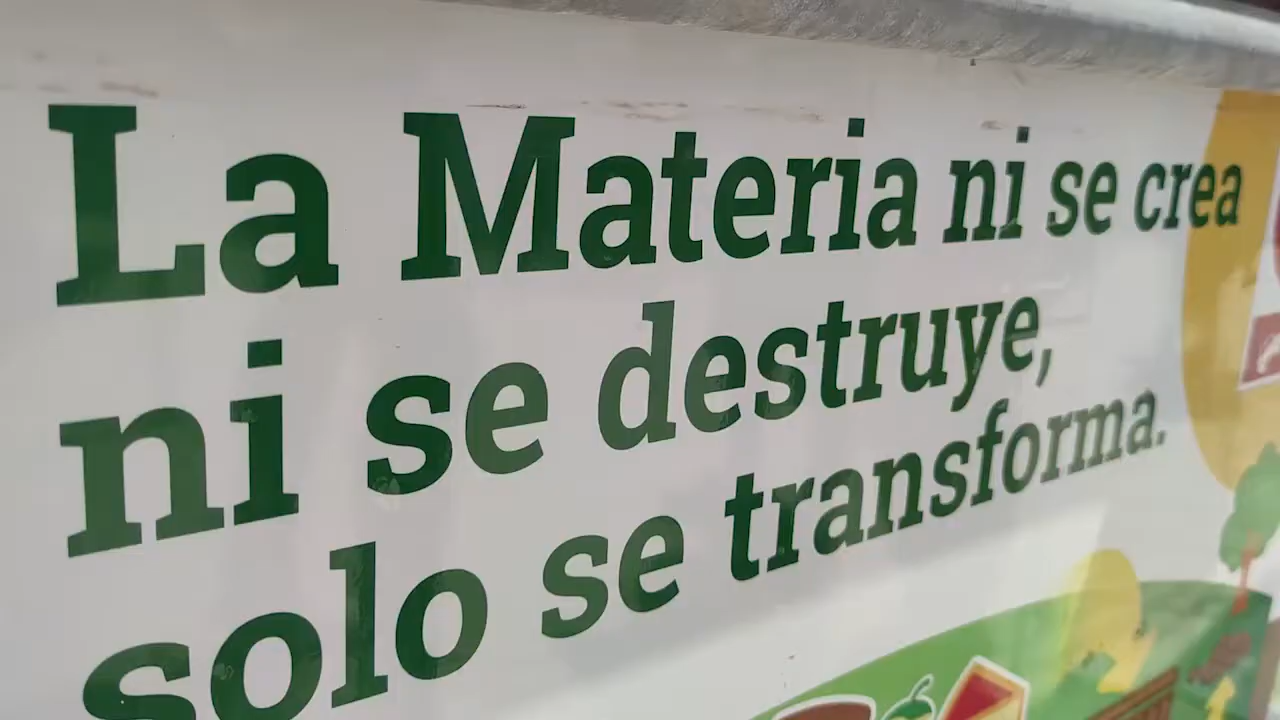 La Materia ni se crea
ni se destruye,
solo se transforma.